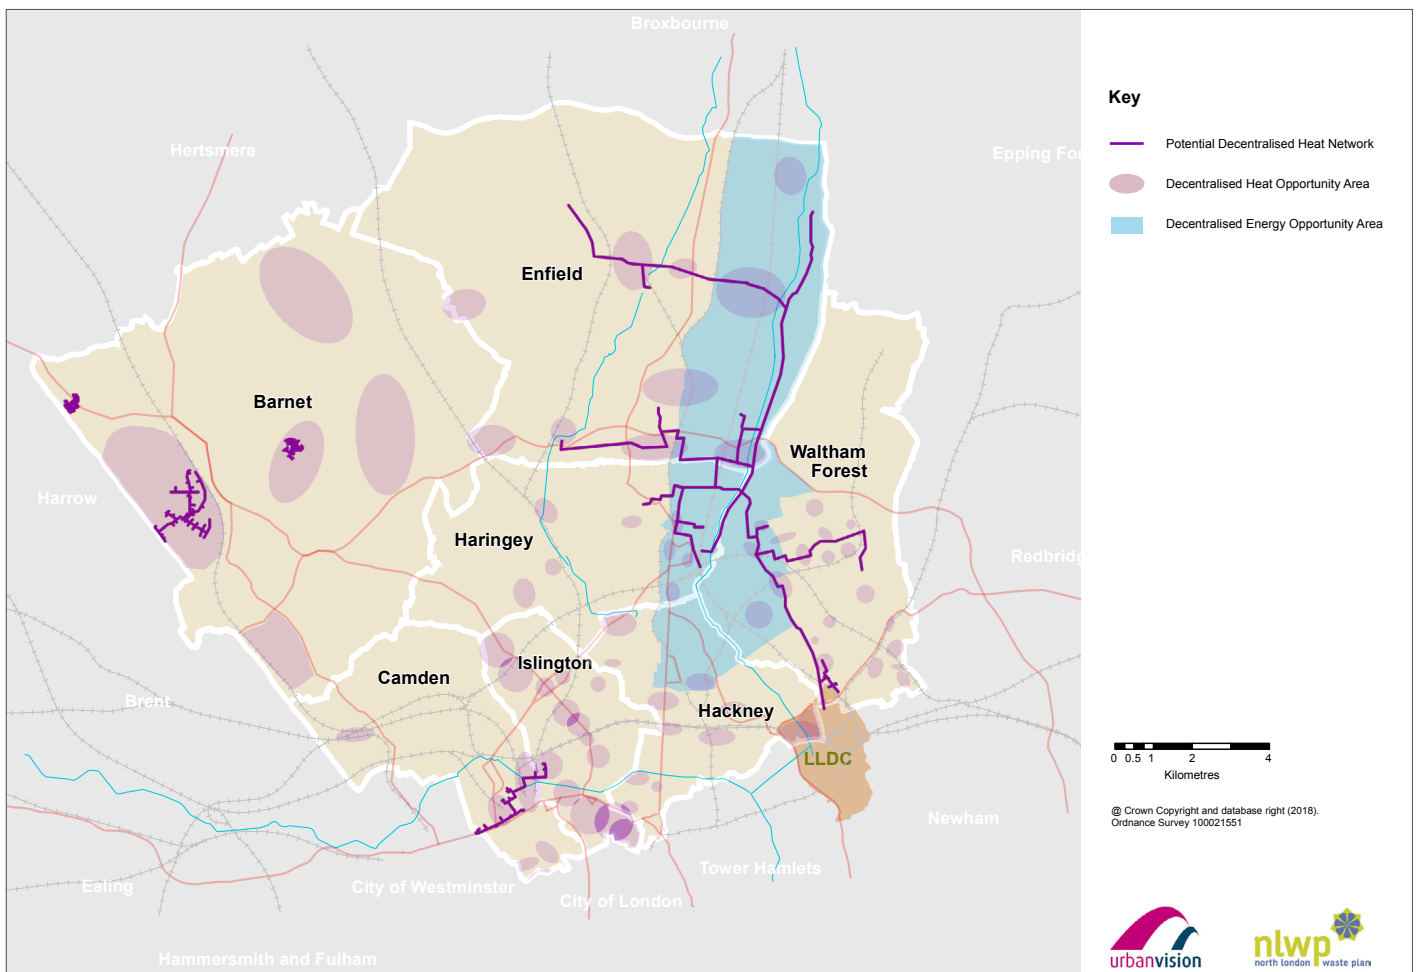 Broxbourne
Hertsmere
Epping For
Enfield
Barnet
Waltham
Forest
Harrow
Haringey
Redbridg
Islington
Camden
Brent
Hackney
LLDC
Newham
Tower Hamlets
Ealing
City of Westminster
City of London
Hammersmith and Fulham
Key
Potential Decentralised Heat Network
Decentralised Heat Opportunity Area
Decentralised Energy Opportunity Area
0 0.5 1 2 4
Kilometres
@ Crown Copyright and database right (2018).
Ordnance Survey 100021551
urbanvision
nlwp
north london waste plan